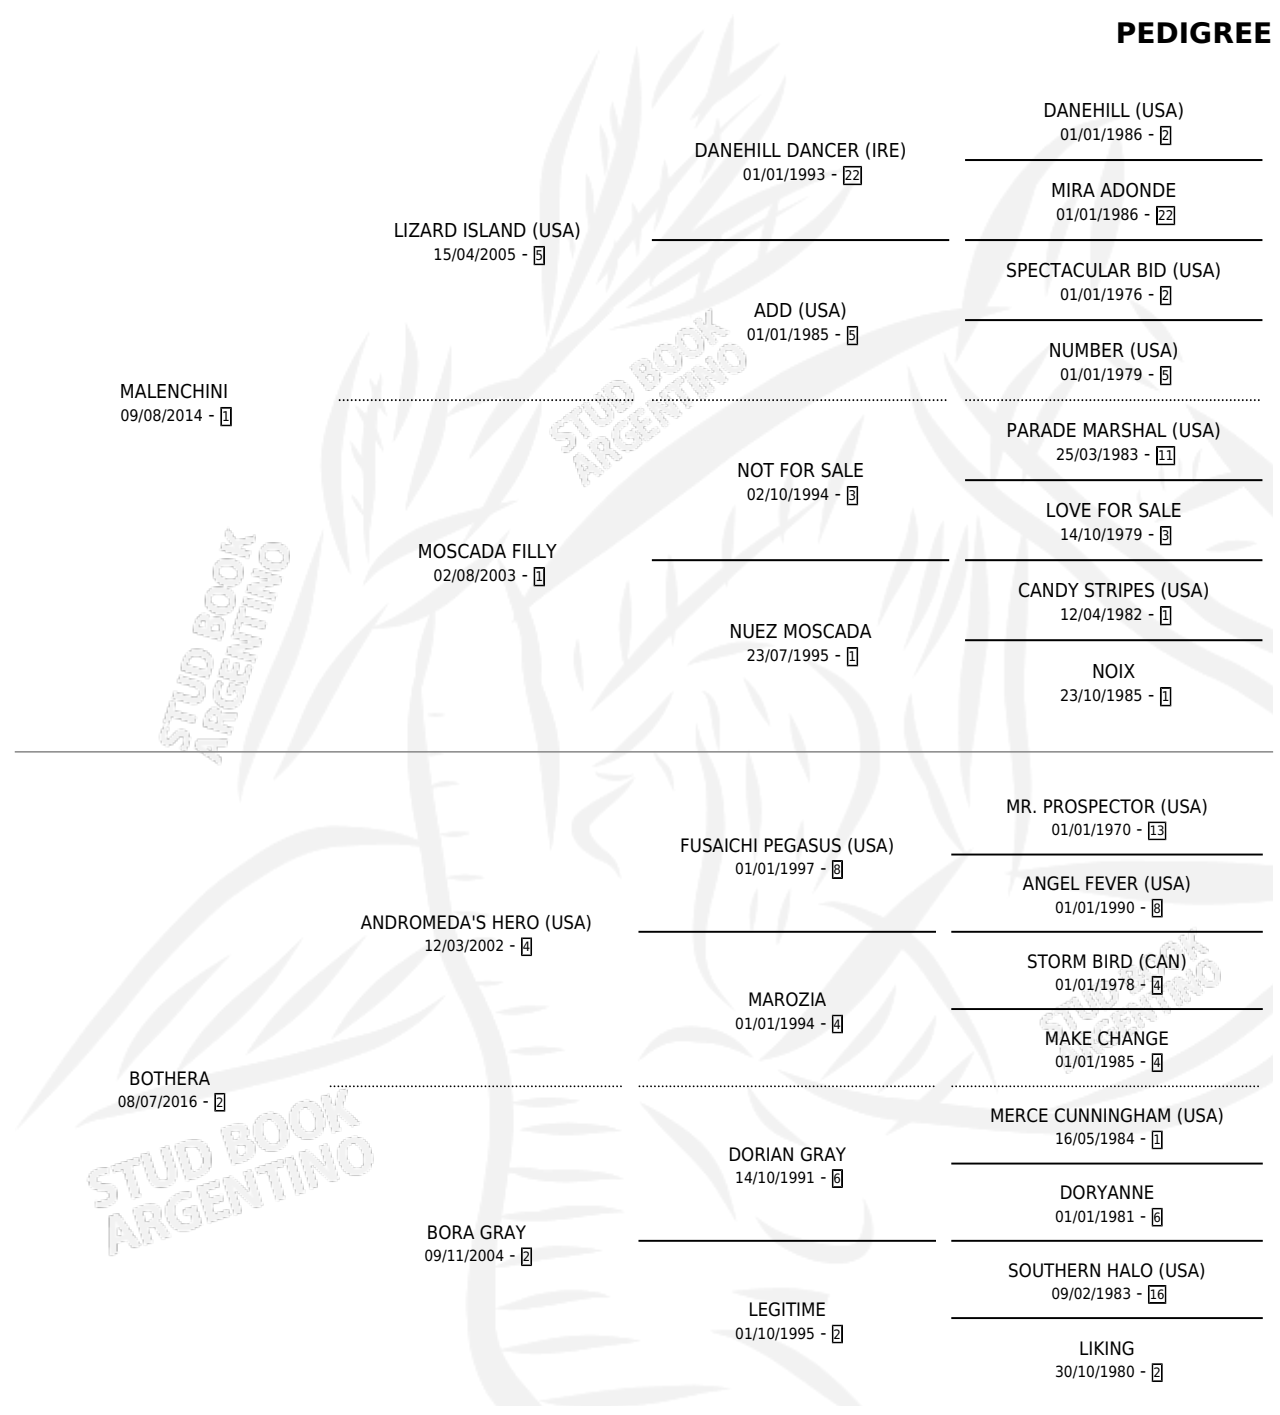 PEDIGREE
DANEHILL (USA)
01/01/1986 - 2
DANEHILL DANCER (IRE)
01/01/1993 - 22
MIRA ADONDE
01/01/1986 - 22
LIZARD ISLAND (USA)
15/04/2005 - 5
SPECTACULAR BID (USA)
01/01/1976 - 2
ADD (USA)
01/01/1985 - 5
NUMBER (USA)
01/01/1979 - 5
MALENCHINI
09/08/2014 - 1
PARADE MARSHAL (USA)
25/03/1983 - 11
NOT FOR SALE
02/10/1994 - 3
LOVE FOR SALE
14/10/1979 - 3
MOSCADA FILLY
02/08/2003 - 1
CANDY STRIPES (USA)
12/04/1982 - 1
NUEZ MOSCADA
23/07/1995 - 1
NOIX
23/10/1985 - 1
MR. PROSPECTOR (USA)
01/01/1970 - 13
FUSAICHI PEGASUS (USA)
01/01/1997 - 8
ANGEL FEVER (USA)
01/01/1990 - 8
ANDROMEDA'S HERO (USA)
12/03/2002 - 4
STORM BIRD (CAN)
01/01/1978 - 4
MAROZIA
01/01/1994 - 4
MAKE CHANGE
01/01/1985 - 4
BOTHERA
08/07/2016 - 2
MERCE CUNNINGHAM (USA)
16/05/1984 - 1
DORIAN GRAY
14/10/1991 - 6
DORYANNE
01/01/1981 - 6
BORA GRAY
09/11/2004 - 2
SOUTHERN HALO (USA)
09/02/1983 - 16
LEGITIME
01/10/1995 - 2
LIKING
30/10/1980 - 2
STUD BOOK
ARGENTINO
STUD BOOK
ARGENTINO
STUD BOOK
ARGENTINO
STUD BOOK
ARGENTINO